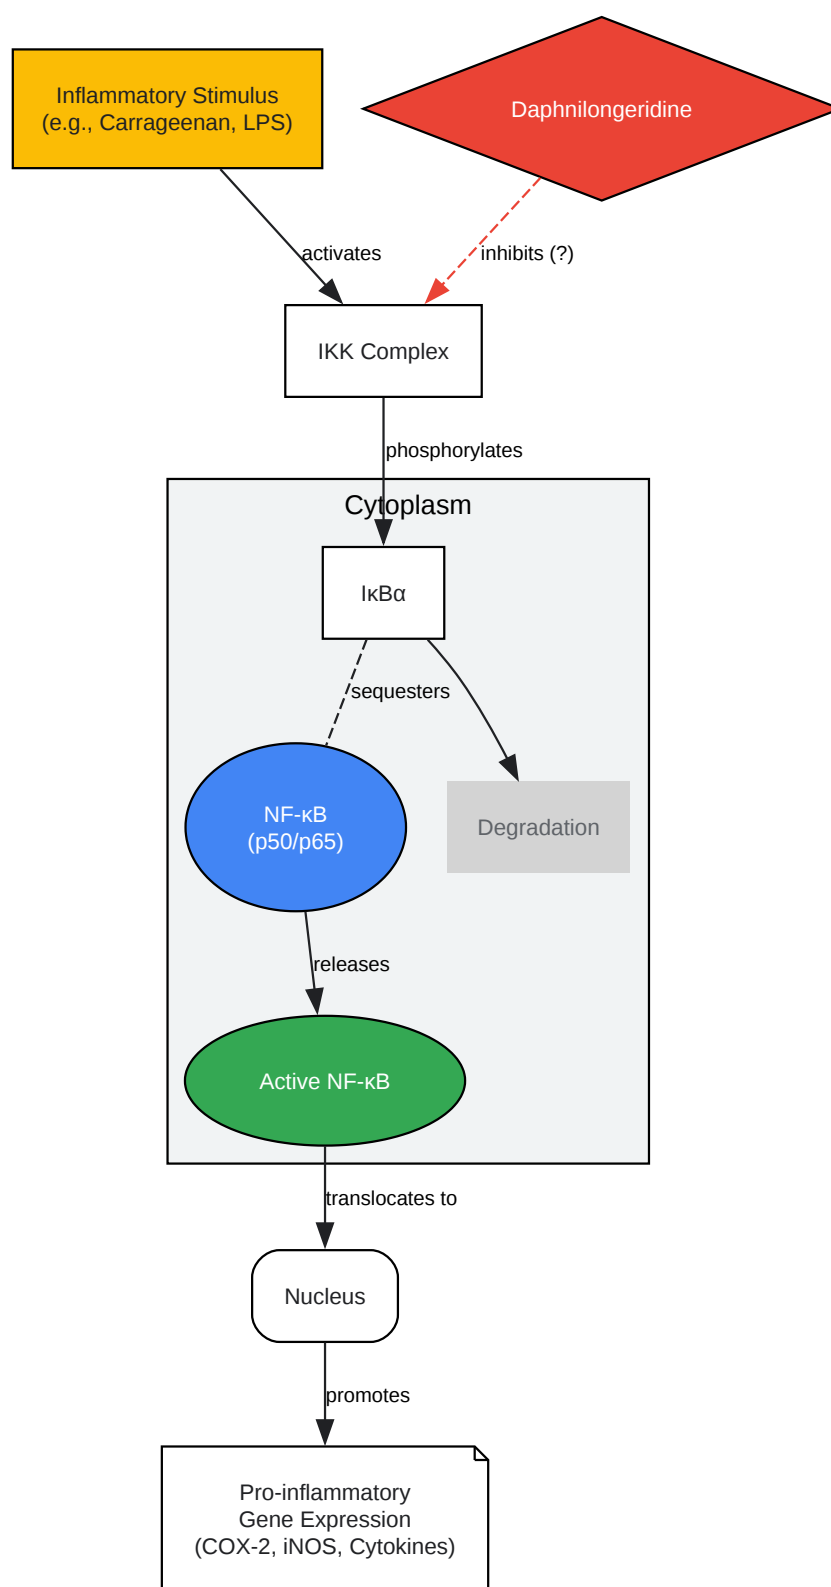 Inflammatory Stimulus
(e.g., Carrageenan, LPS)
Daphnilongeridine
activates
inhibits (?)
IKK Complex
phosphorylates
Cytoplasm
IκBα
sequesters
NF-κB
(p50/p65)
Degradation
releases
Active NF-κB
translocates to
Nucleus
promotes
Pro-inflammatory
Gene Expression
(COX-2, iNOS, Cytokines)